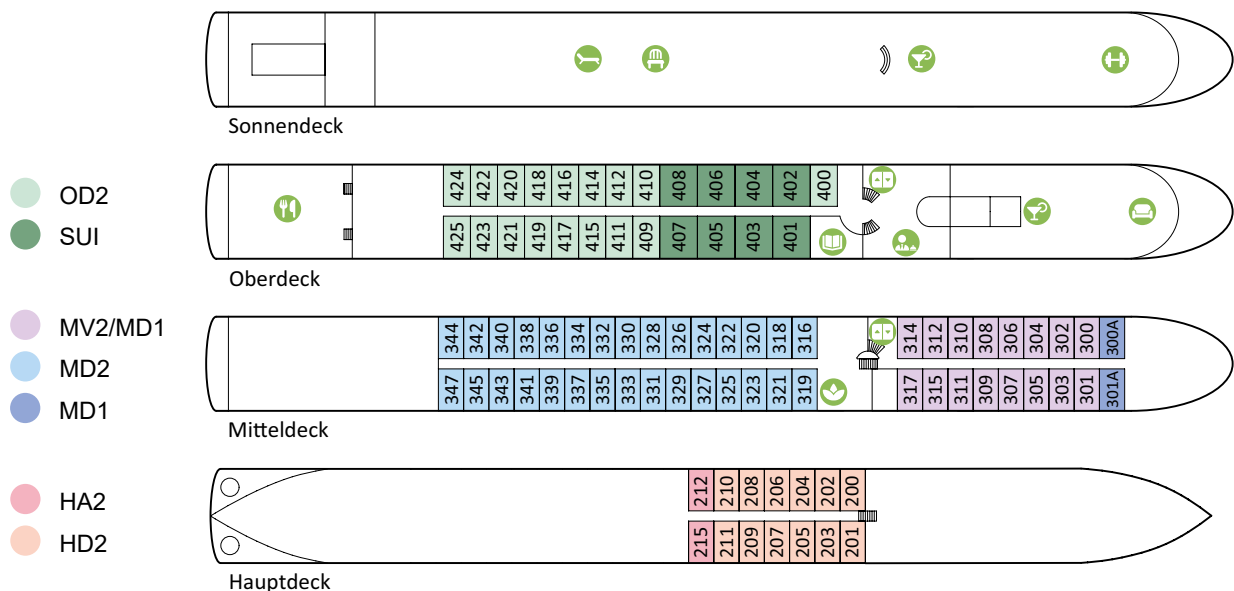 Sonnendeck
OD2
SUI
424 422 420 418 416 414 412 410 408 406 404 402 400
425 423 421 419 417 415 411 409 407 405 403 401
Oberdeck
MV2/MD1
MD2
MD1
344 342 340 338 336 334 332 330 328 326 324 322 320 318 316 314 312 310 308 306 304 302 300 300A
347 345 343 341 339 337 335 333 331 329 327 325 323 321 319 317 315 311 309 307 305 303 301 301A
Mitteldeck
HA2
HD2
212 210 208 206 204 202 200
215 211 209 207 205 203 201
Hauptdeck